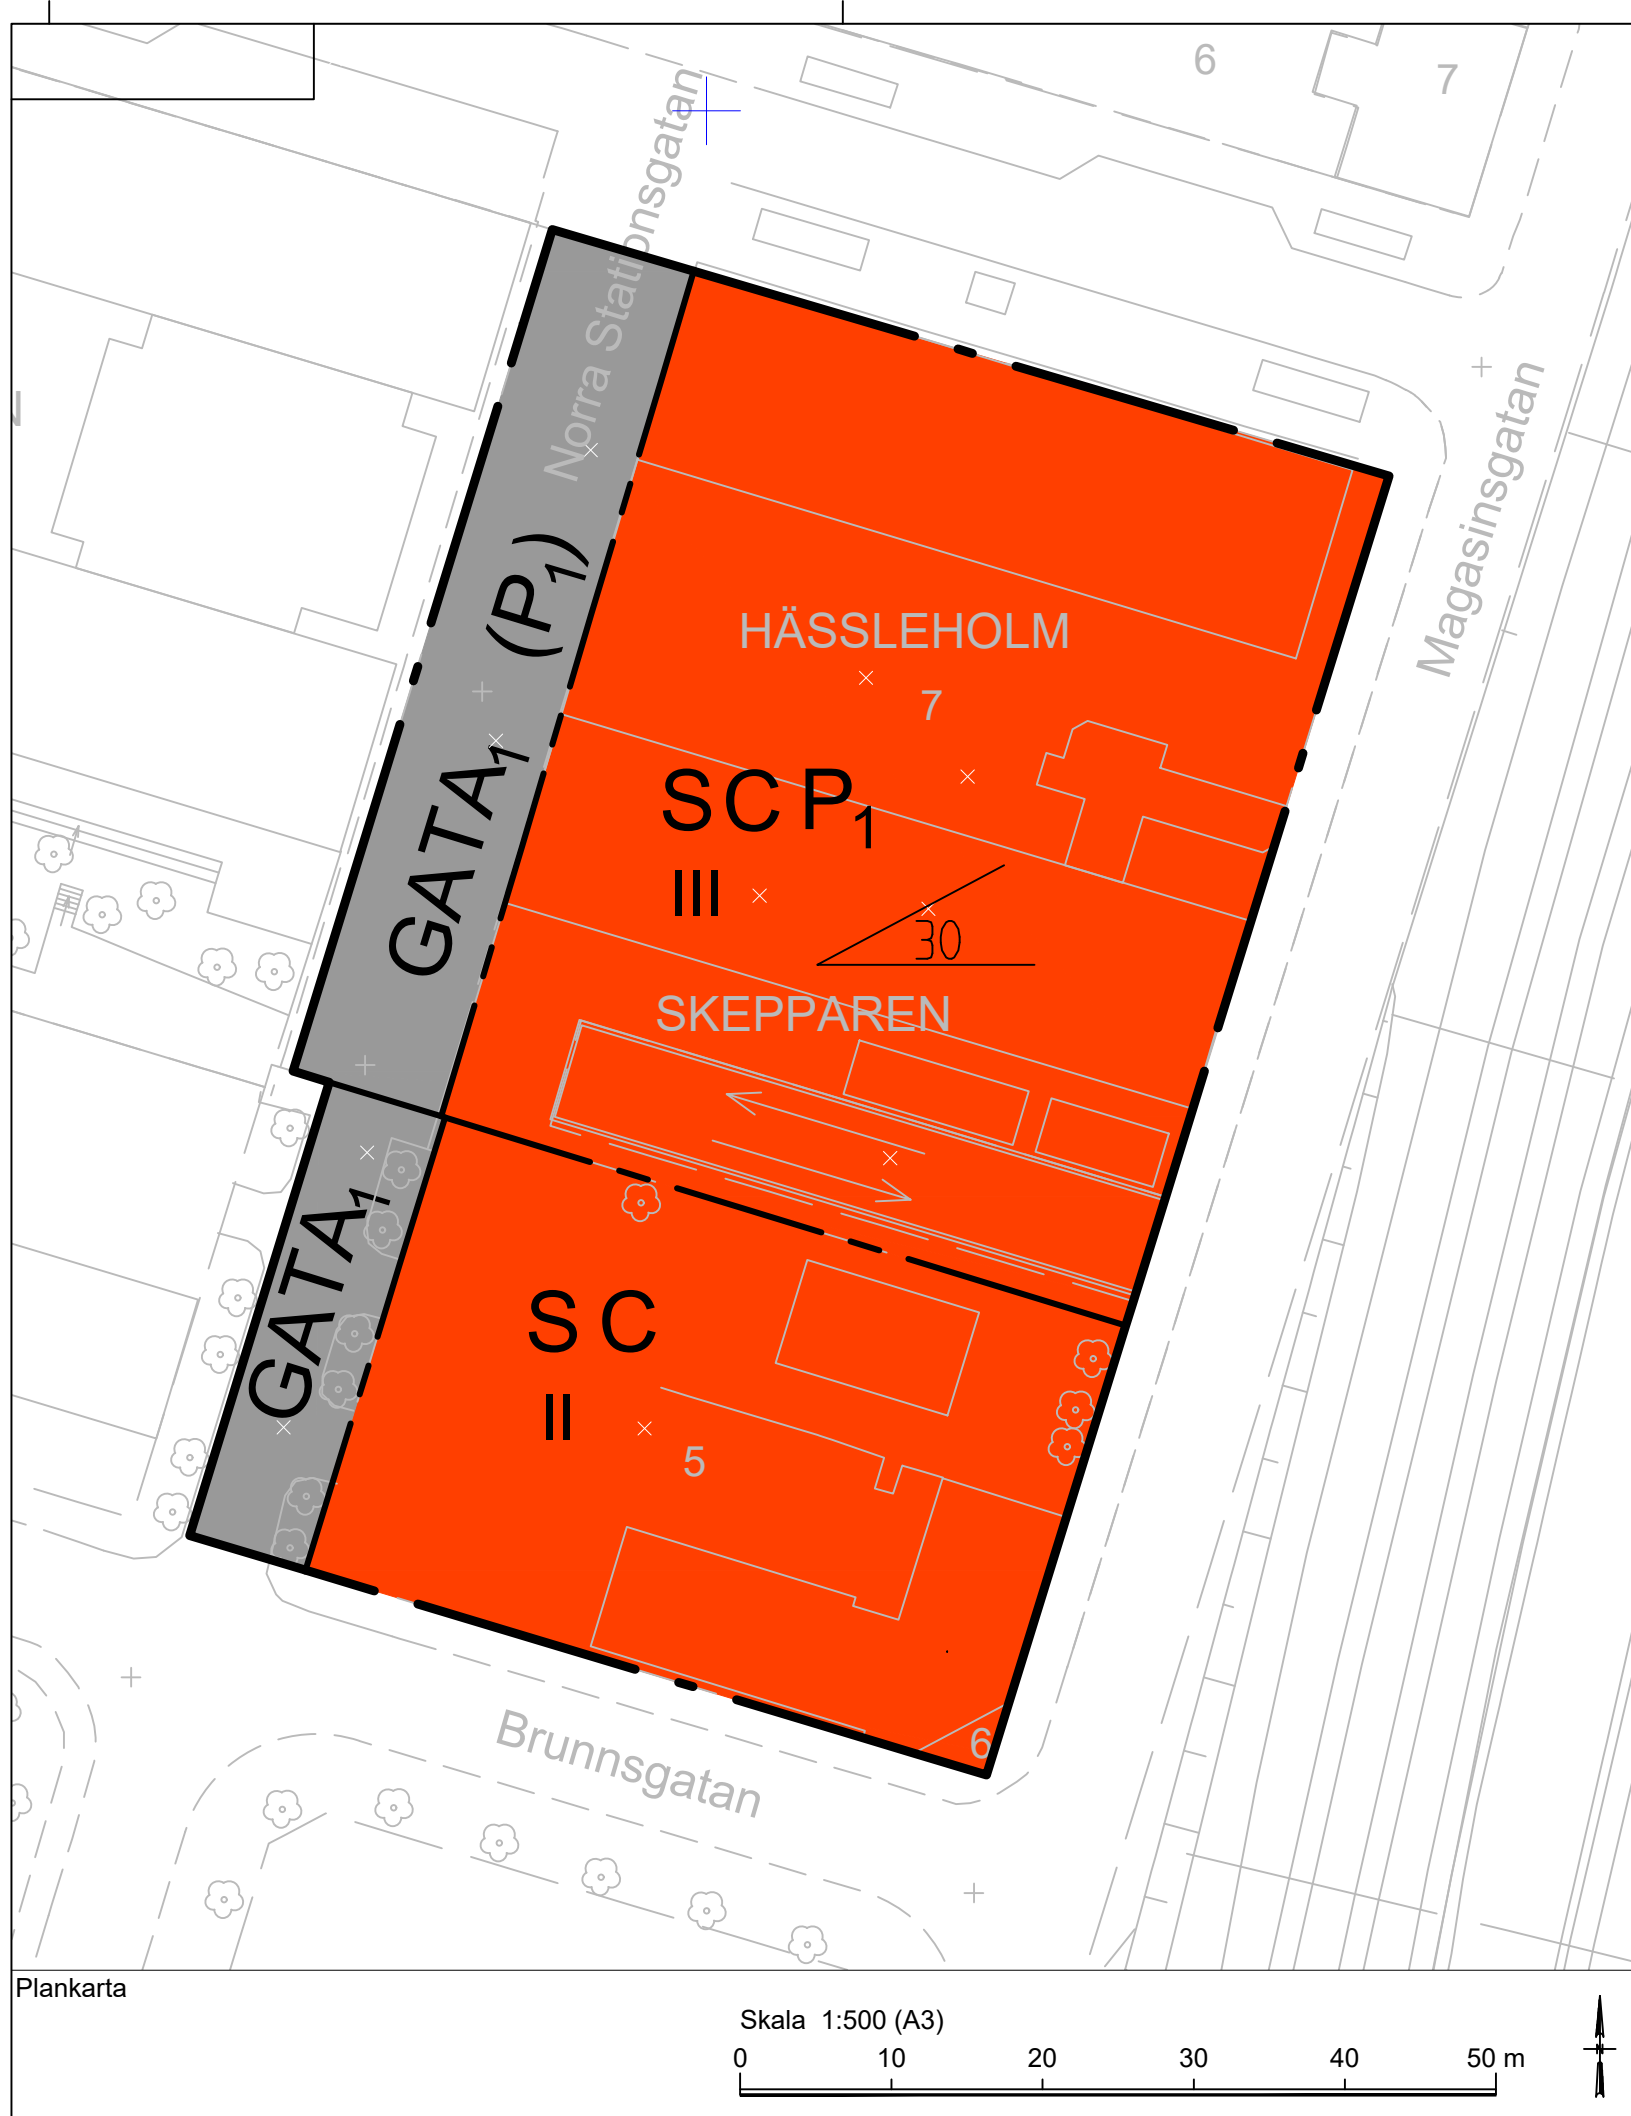 6
7
Norra Stationsgatan
N
Magasinsgatan
(P1)
HÄSSLEHOLM
7
GATA1
SCP1
III
30
SKEPPAREN
GATA1
SC
II
5
6
Brunnsgatan
Plankarta
Skala 1:500 (A3)
0 10 20 30 40 50 m